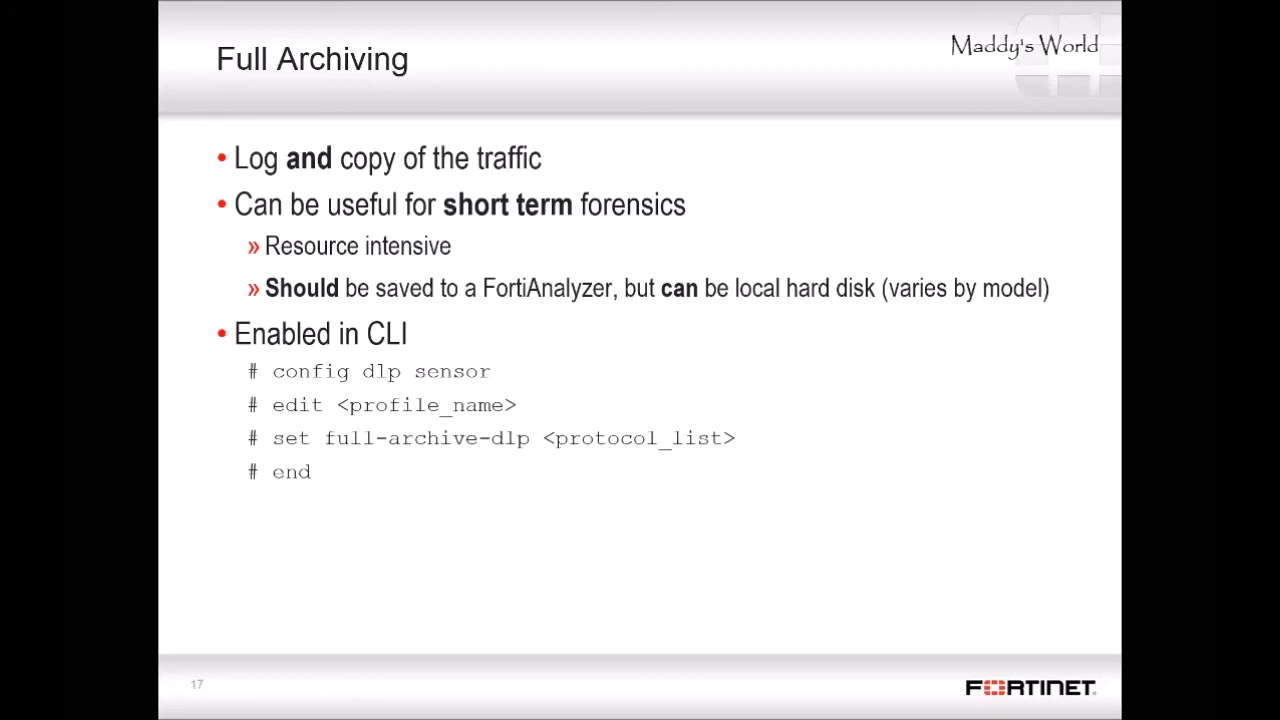 Full Archiving
Maddy's World
• Log and copy of the traffic
• Can be useful for short term forensics
» Resource intensive
» Should be saved to a FortiAnalyzer, but can be local hard disk (varies by model)
• Enabled in CLI
# config dlp sensor
# edit <profile_name>
# set full-archive-dlp <protocol_list>
# end
17
FORTINET